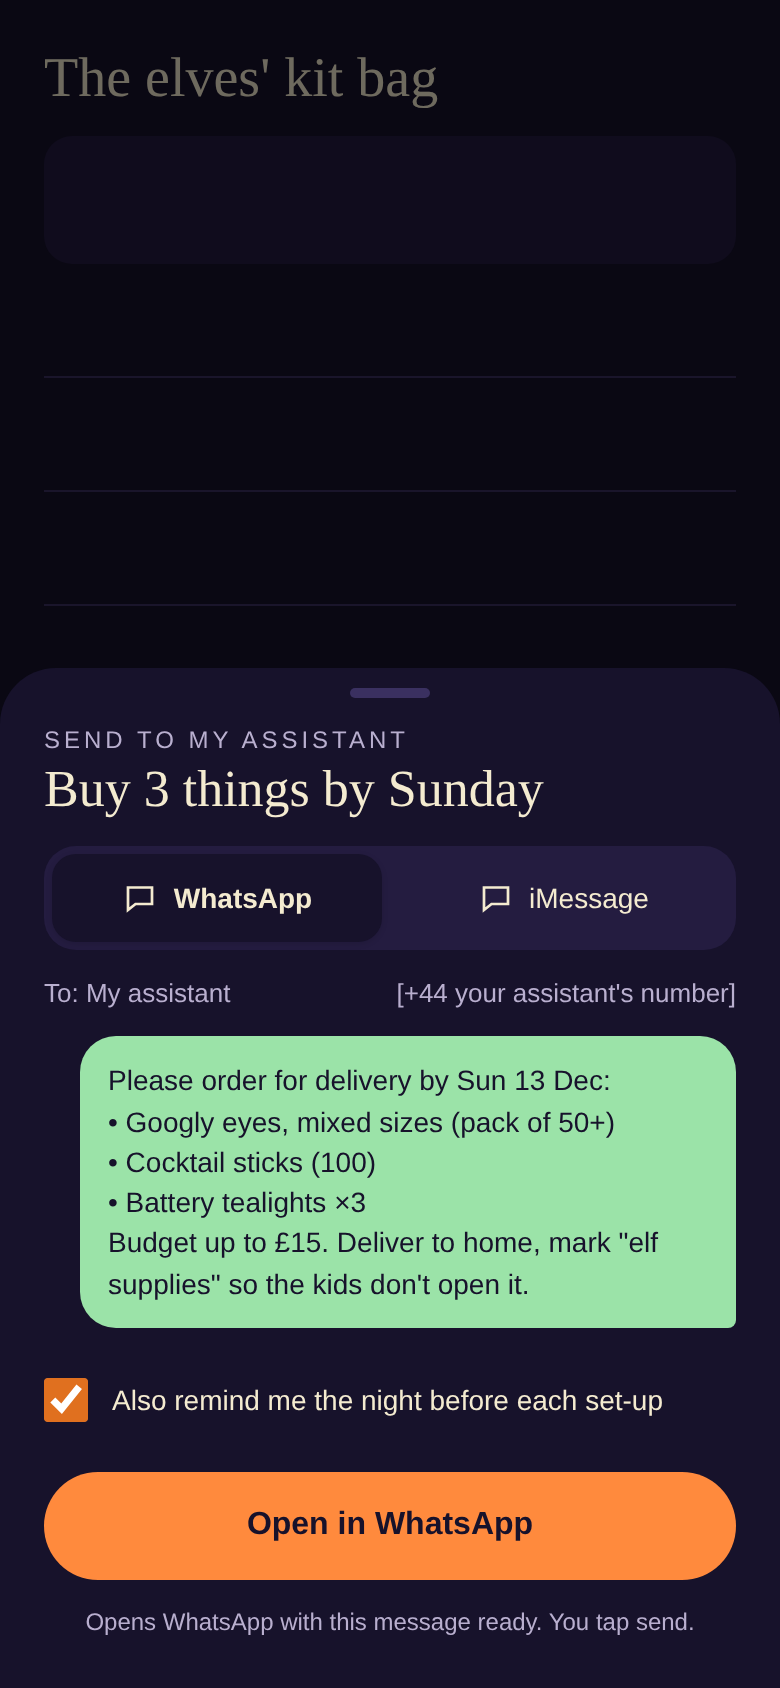 The elves' kit bag
SEND TO MY ASSISTANT
Buy 3 things by Sunday
WhatsApp
iMessage
To: My assistant
[+44 your assistant's number]
Please order for delivery by Sun 13 Dec:
• Googly eyes, mixed sizes (pack of 50+)
• Cocktail sticks (100)
• Battery tealights ×3
Budget up to £15. Deliver to home, mark "elf
supplies" so the kids don't open it.
Also remind me the night before each set-up
Open in WhatsApp
Opens WhatsApp with this message ready. You tap send.